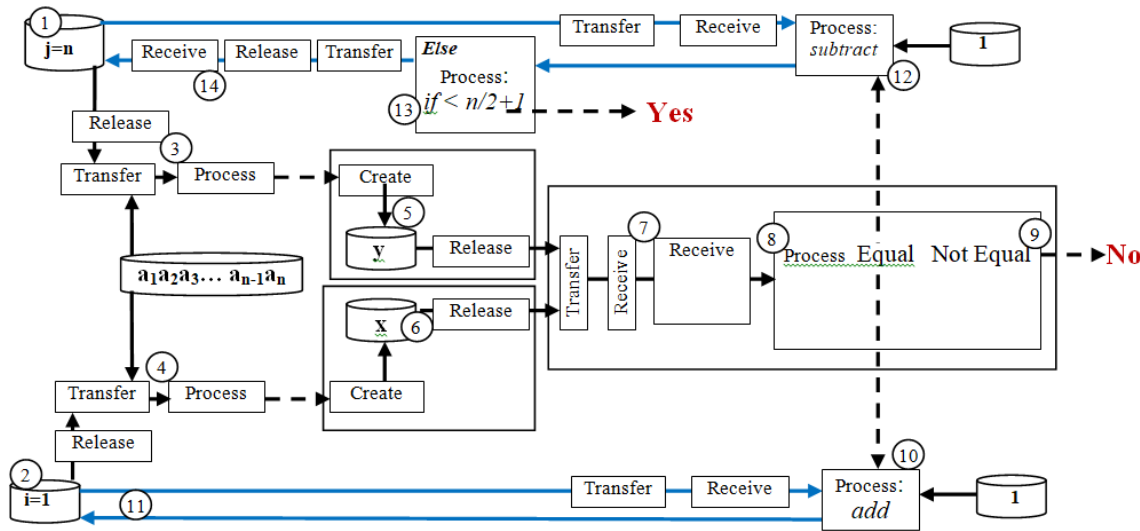 1
j=n
Transfer
Receive
Process:
subtract
1
Receive
Release
Transfer
Else
Process:
if < n/2+1
12
14
13
Yes
Release
3
Transfer
Process
Create
5
y
Release
7
8
9
Receive
Process Equal Not Equal
No
a1a2a3... an-1an
Transfer
Receive
x
6
Release
4
Transfer
Process
Create
Release
2
i=1
10
11
Transfer
Receive
Process:
add
1